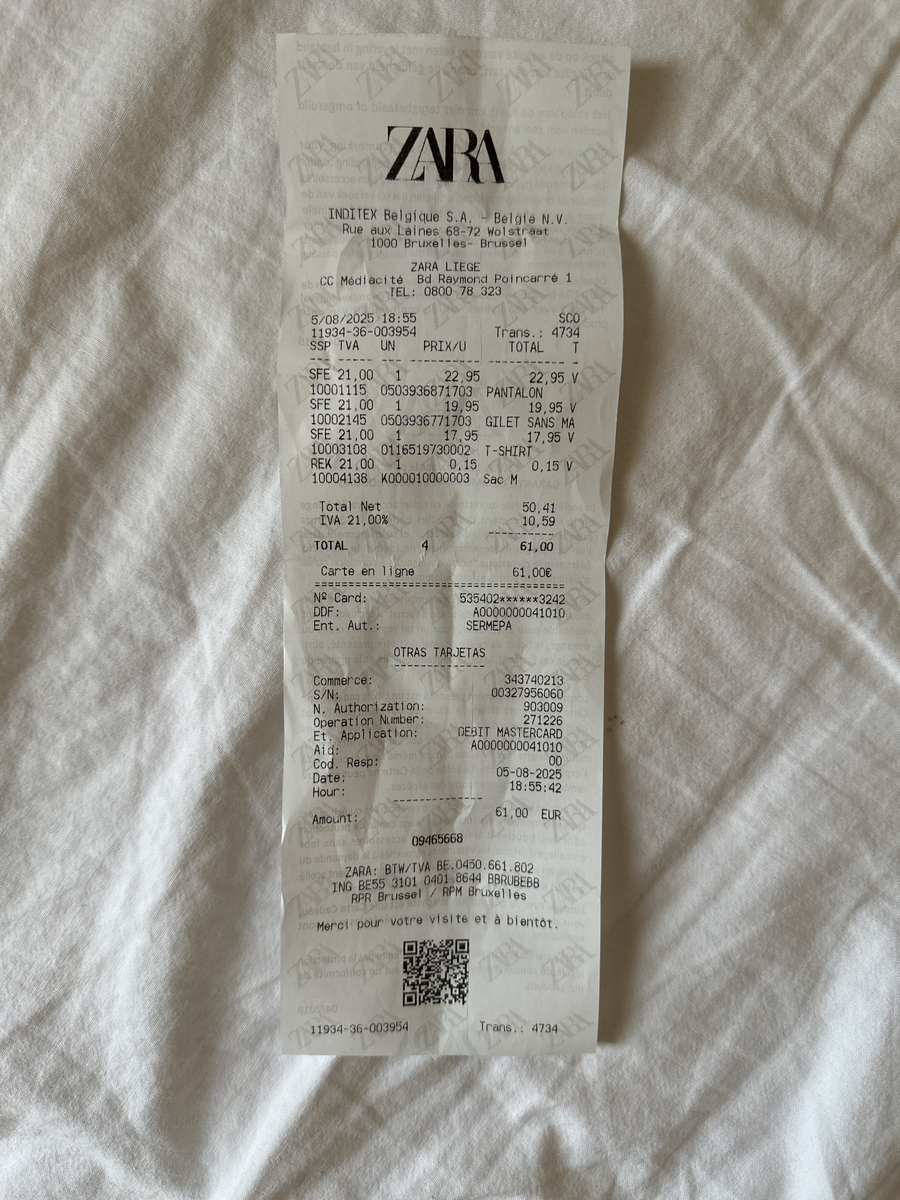 ZARA
INDITEX Belgique S.A. - Belgie N.V.
Rue aux Laines 68-72 Wolstraat
1000 Bruxelles- Brussel
ZARA LIEGE
CC Médiacité Bd Raymond Poincarré 1
TEL: 0800 78 323
5/08/2025 18:55 SCO
11934-36-003954 Trans.: 4734
SSP TVA UN PRIX/U TOTAL T
SFE 21,00 1 22,95 22,95 V
10001115 0503936871703 PANTALON
SFE 21,00 1 19,95 19,95 V
10002145 0503936771703 GILET SANS MA
SFE 21,00 1 17,95 17,95 V
10003108 0116519730002 T-SHIRT
REK 21,00 1 0,15 0,15 V
10004138 K000010000003 Sac M
Total Net 50,41
IVA 21,00% 10,59
TOTAL 4 61,00
Carte en ligne 61,00€
Nº Card: 535402******3242
DDF: A0000000041010
Ent. Aut.: SERMEPA
OTRAS TARJETAS
Commerce: 343740213
S/N: 00327956060
N. Authorization: 903009
Operation Number: 271226
Et. Application: DEBIT MASTERCARD
Aid: A0000000041010
Cod. Resp: 00
Date: 05-08-2025
Hour: 18:55:42
Amount: 61,00 EUR
09465668
ZARA: BTW/TVA BE.0450.661.802
ING BE55 3101 0401 8644 BBRUBEBB
RPR Brussel / RPM Bruxelles
Merci pour votre visite et à bientôt.
11934-36-003954 Trans.: 4734